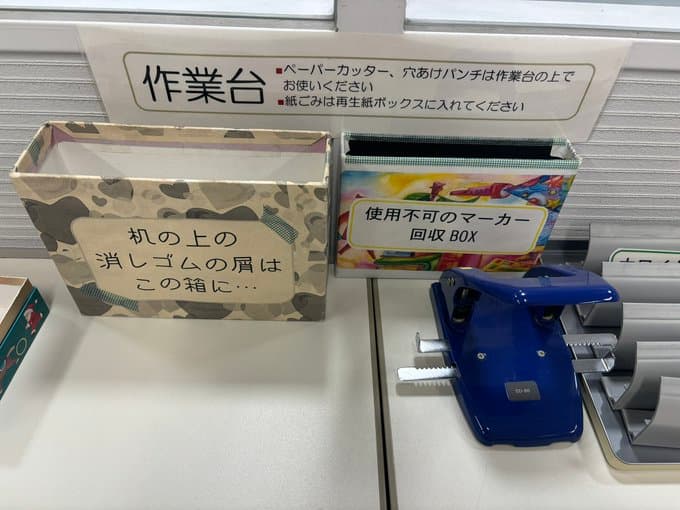 作業台
■ペーパーカッター、穴あけパンチは作業台の上で
お使いください
■紙ごみは再生紙ボックスに入れてください
机の上の
消しゴムの屑は
この箱に…
使用不可のマーカー
回収BOX